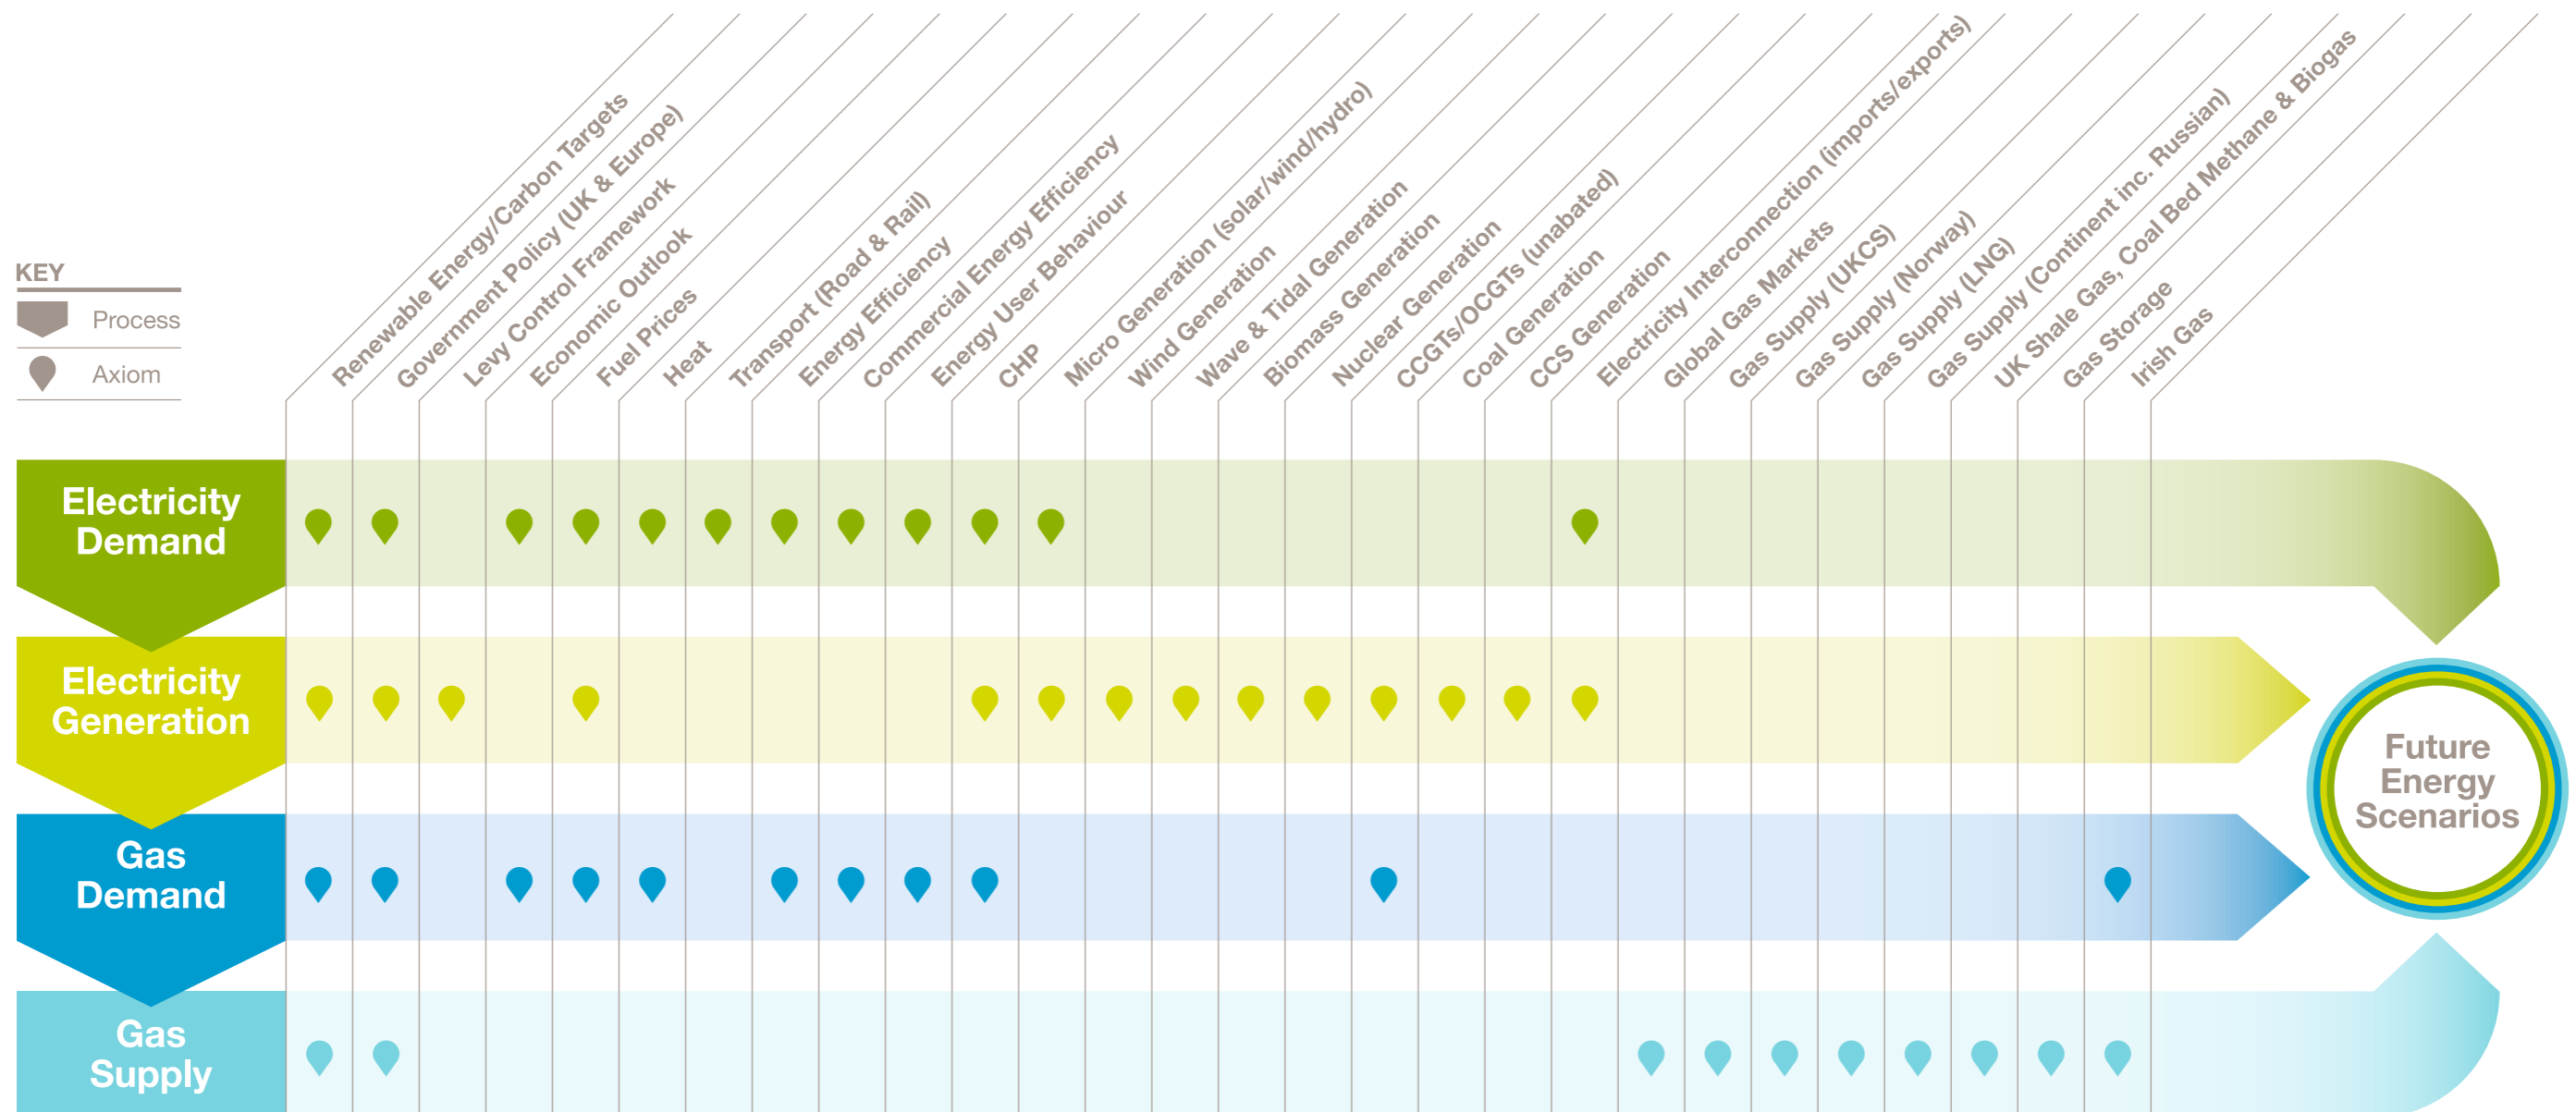 KEY
Process
Axiom
Renewable Energy/Carbon Targets
Government Policy (UK & Europe)
Levy Control Framework
Economic Outlook
Fuel Prices
Heat
Transport (Road & Rail)
Energy Efficiency
Commercial Energy Efficiency
Energy User Behaviour
CHP
Micro Generation (solar/wind/hydro)
Wind Generation
Wave & Tidal Generation
Biomass Generation
Nuclear Generation
CCGTs/OCGTs (unabated)
Coal Generation
CCS Generation
Electricity Interconnection (imports/exports)
Global Gas Markets
Gas Supply (UKCS)
Gas Supply (Norway)
Gas Supply (LNG)
Gas Supply (Continent inc. Russian)
UK Shale Gas, Coal Bed Methane & Biogas
Gas Storage
Irish Gas
Electricity
Demand
Electricity
Generation
Gas
Demand
Gas
Supply
Future
Energy
Scenarios